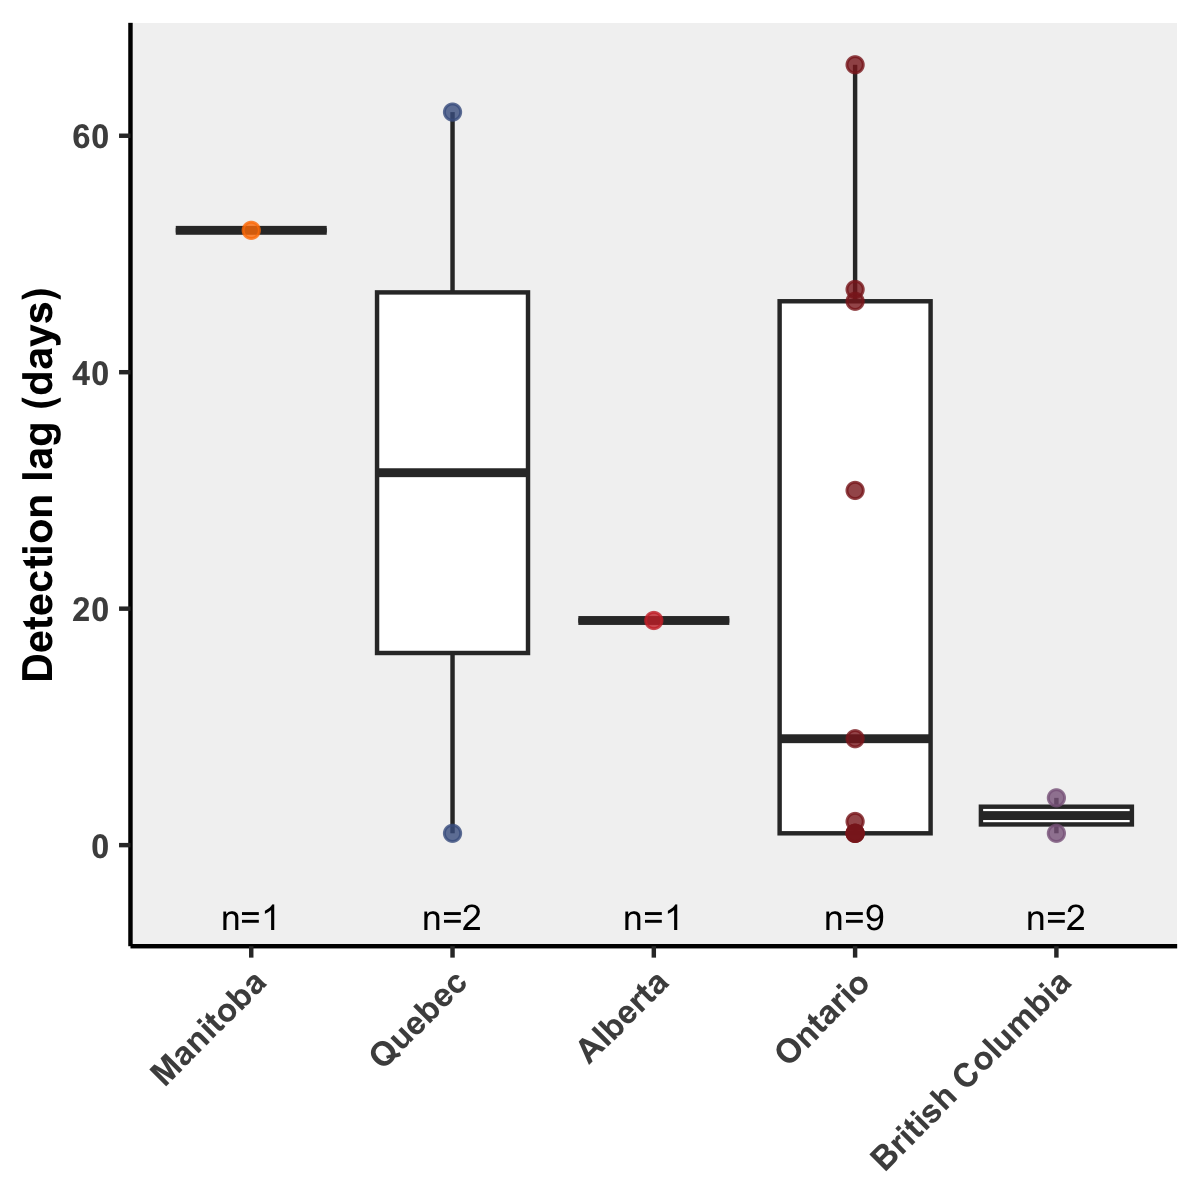 Detection lag (days)
60
40
20
0
n=1
n=2
n=1
n=9
n=2
Manitoba
Quebec
Alberta
Ontario
British Columbia